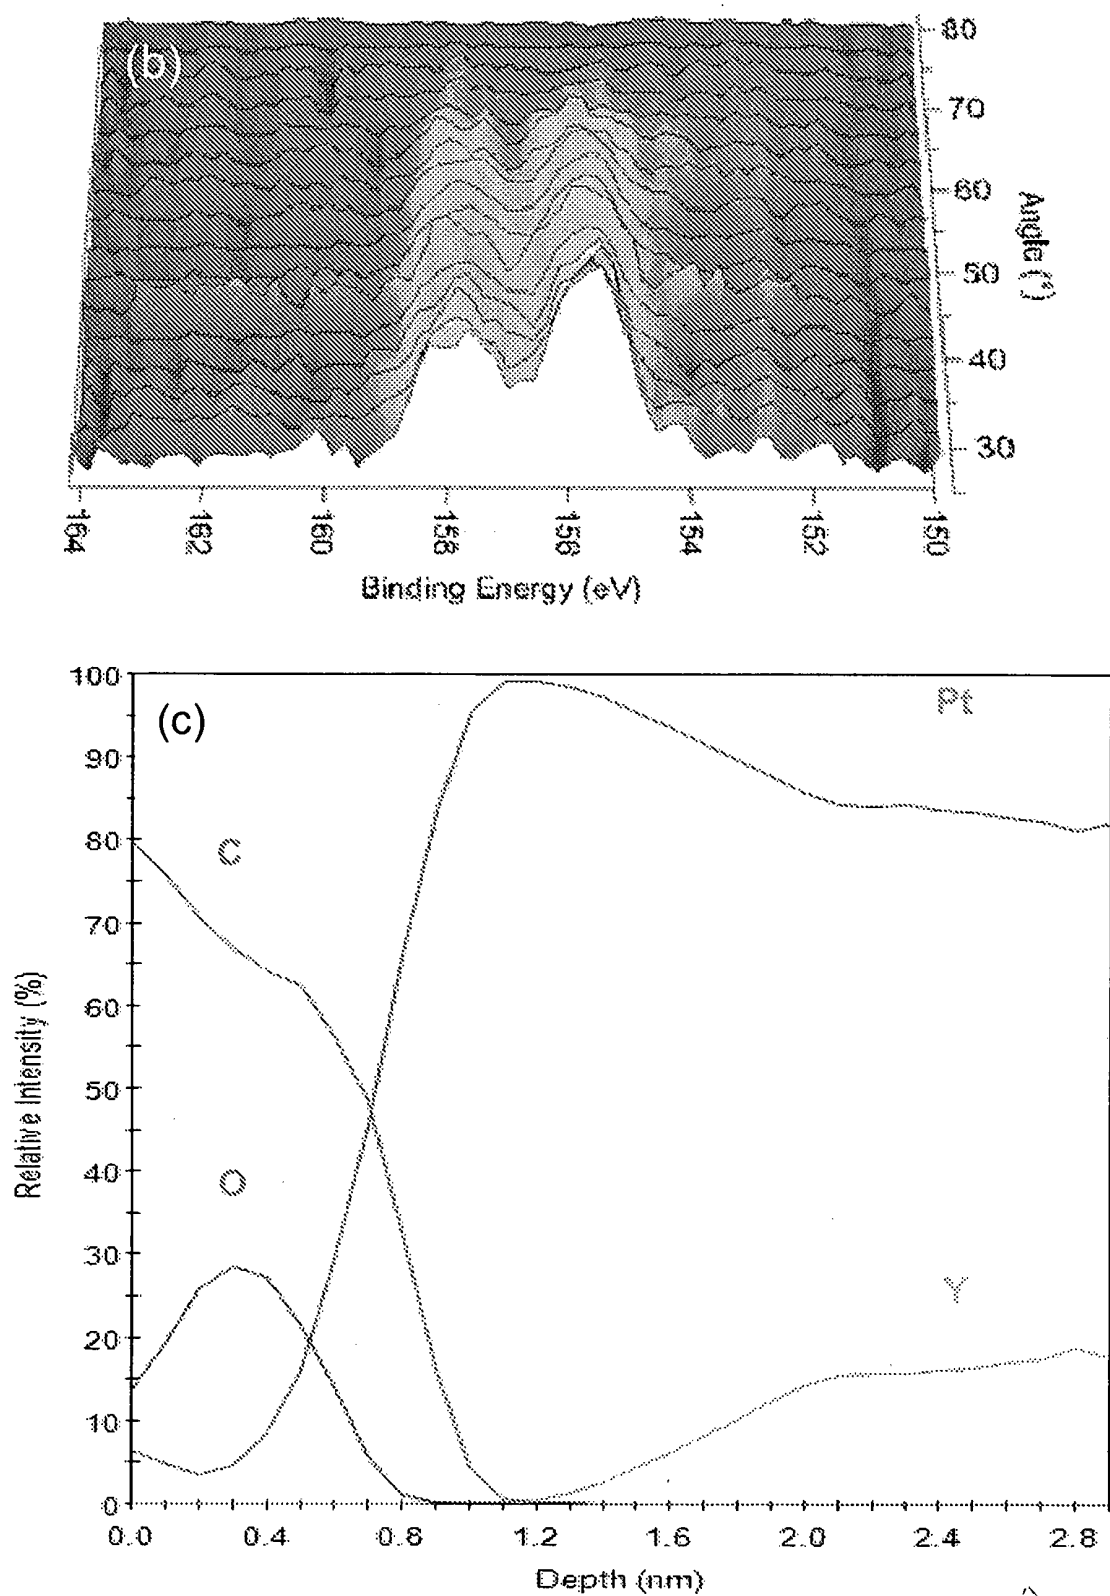 (b)
80
70
60
50
40
30
Angle (°)
164 162 160 158 156 154 152 150
Binding Energy (eV)
(c)
100
90
80
70
60
50
40
30
20
10
0
Relative Intensity (%)
Pt
C
O
Y
0.0 0.4 0.8 1.2 1.6 2.0 2.4 2.8
Depth (nm)